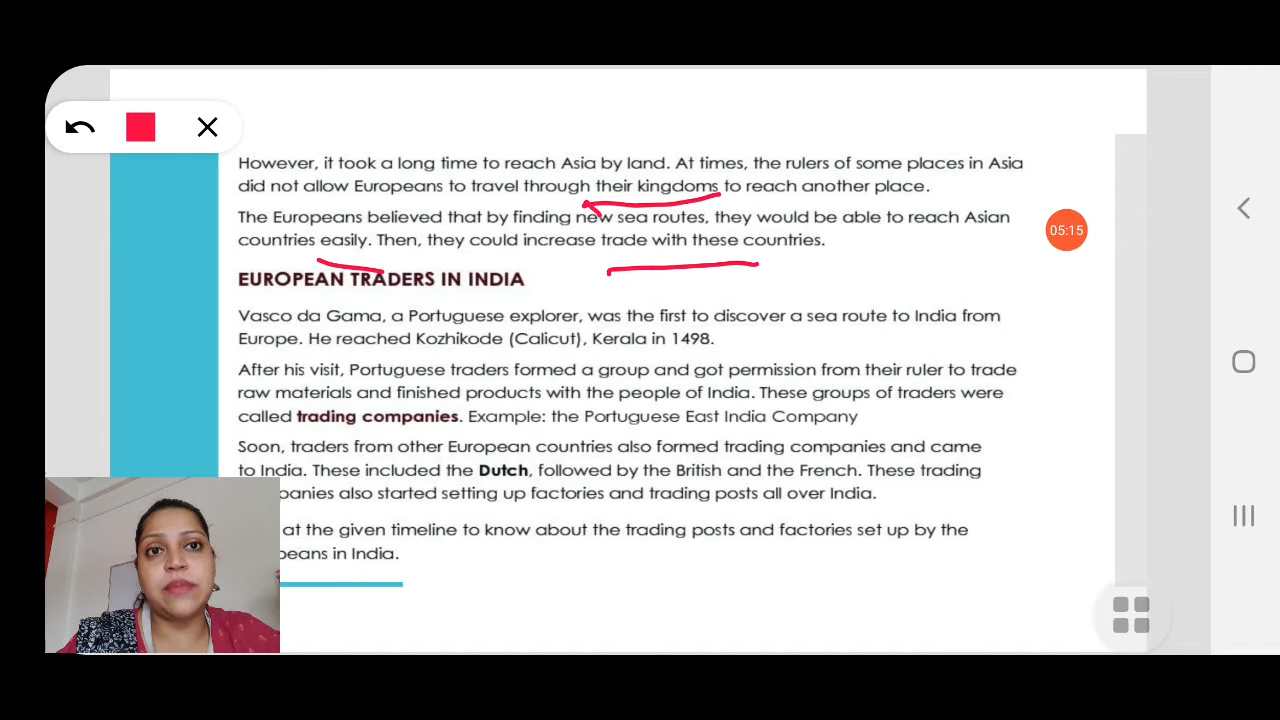 However, it took a long time to reach Asia by land. At times, the rulers of some places in Asia
did not allow Europeans to travel through their kingdoms to reach another place.
The Europeans believed that by finding new sea routes, they would be able to reach Asian
countries easily. Then, they could increase trade with these countries.
05:15
EUROPEAN TRADERS IN INDIA
Vasco da Gama, a Portuguese explorer, was the first to discover a sea route to India from
Europe. He reached Kozhikode (Calicut), Kerala in 1498.
After his visit, Portuguese traders formed a group and got permission from their ruler to trade
raw materials and finished products with the people of India. These groups of traders were
called trading companies. Example: the Portuguese East India Company
Soon, traders from other European countries also formed trading companies and came
to India. These included the Dutch, followed by the British and the French. These trading
panies also started setting up factories and trading posts all over India.
at the given timeline to know about the trading posts and factories set up by the
peans in India.